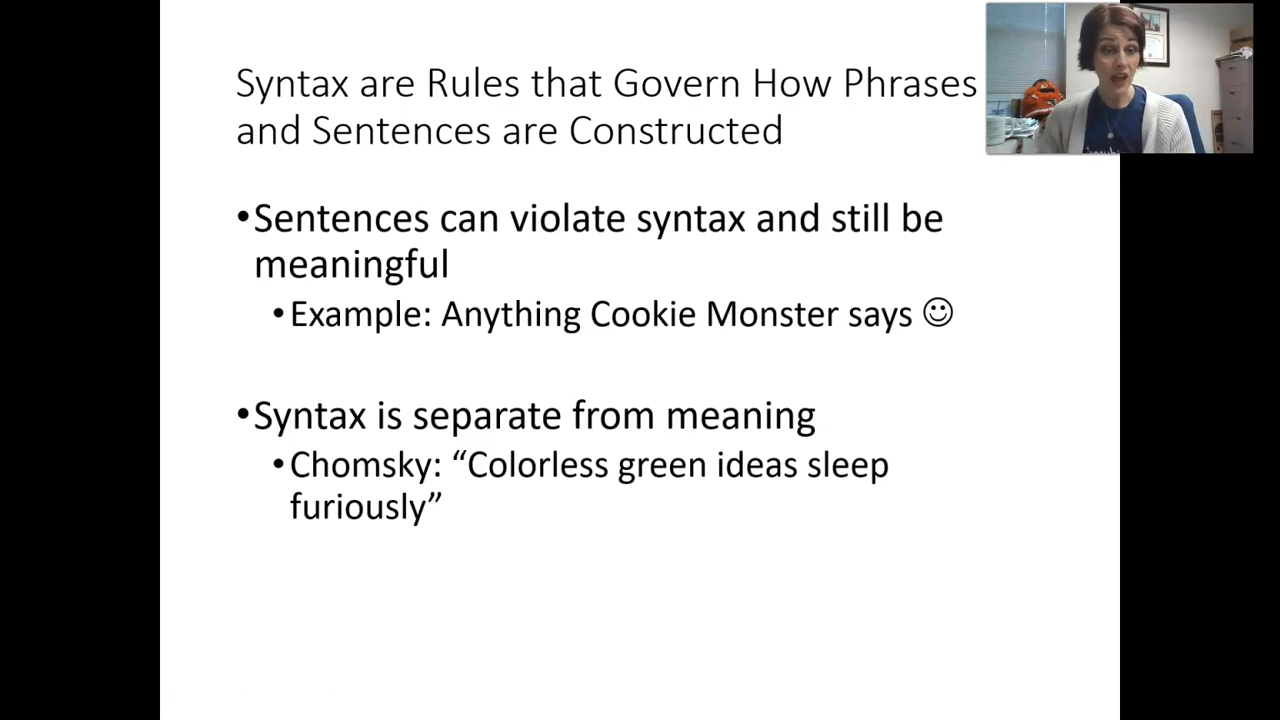 Syntax are Rules that Govern How Phrases
and Sentences are Constructed
•Sentences can violate syntax and still be
meaningful
•Example: Anything Cookie Monster says ☺
•Syntax is separate from meaning
•Chomsky: “Colorless green ideas sleep
furiously”